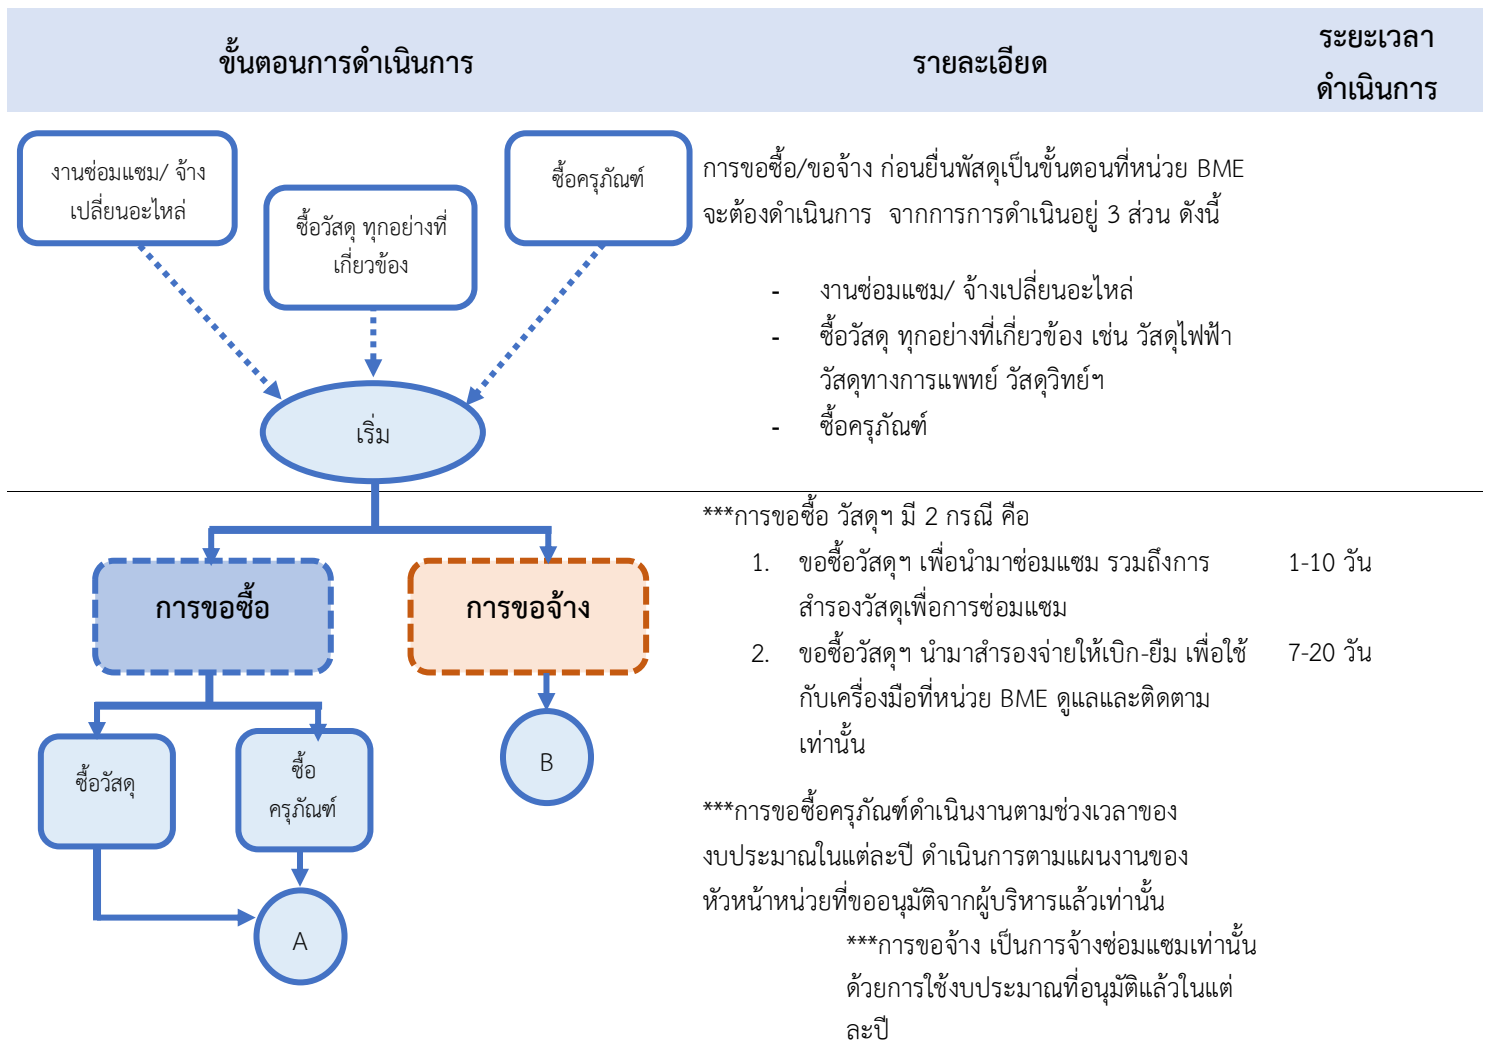 ขั้นตอนการดำเนินการ
รายละเอียด
ระยะเวลา
ดำเนินการ
งานซ่อมแซม/ จ้าง
เปลี่ยนอะไหล่
ซื้อวัสดุ ทุกอย่างที่
เกี่ยวข้อง
ซื้อครุภัณฑ์
เริ่ม
การขอซื้อ/ขอจ้าง ก่อนยื่นพัสดุเป็นขั้นตอนที่หน่วย BME
จะต้องดำเนินการ จากการการดำเนินอยู่ 3 ส่วน ดังนี้
- งานซ่อมแซม/ จ้างเปลี่ยนอะไหล่
- ซื้อวัสดุ ทุกอย่างที่เกี่ยวข้อง เช่น วัสดุไฟฟ้า
วัสดุทางการแพทย์ วัสดุวิทย์ฯ
- ซื้อครุภัณฑ์
การขอซื้อ
การขอจ้าง
ซื้อวัสดุ
ซื้อ
ครุภัณฑ์
B
A
***การขอซื้อ วัสดุฯ มี 2 กรณี คือ
1. ขอซื้อวัสดุฯ เพื่อนำมาซ่อมแซม รวมถึงการ
สำรองวัสดุเพื่อการซ่อมแซม
1-10 วัน
2. ขอซื้อวัสดุฯ นำมาสำรองจ่ายให้เบิก-ยืม เพื่อใช้
กับเครื่องมือที่หน่วย BME ดูแลและติดตาม
เท่านั้น
7-20 วัน
***การขอซื้อครุภัณฑ์ดำเนินงานตามช่วงเวลาของ
งบประมาณในแต่ละปี ดำเนินการตามแผนงานของ
หัวหน้าหน่วยที่ขออนุมัติจากผู้บริหารแล้วเท่านั้น
***การขอจ้าง เป็นการจ้างซ่อมแซมเท่านั้น
ด้วยการใช้งบประมาณที่อนุมัติแล้วในแต่
ละปี